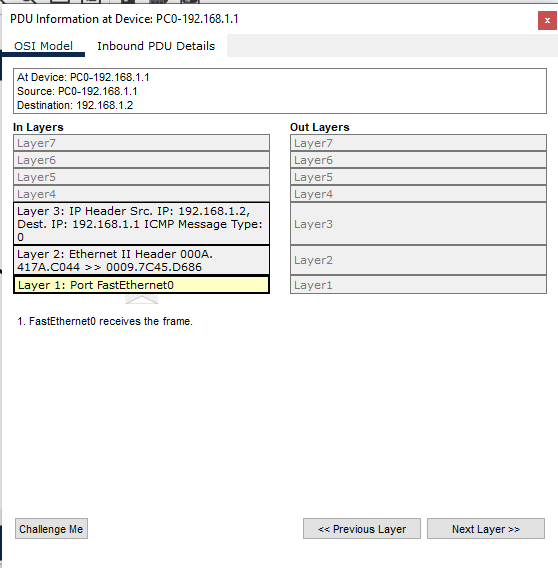 PDU Information at Device: PC0-192.168.1.1
x
OSI Model
Inbound PDU Details
At Device: PC0-192.168.1.1
Source: PC0-192.168.1.1
Destination: 192.168.1.2
In Layers
Layer7
Layer6
Layer5
Layer4
Layer 3: IP Header Src. IP: 192.168.1.2,
Dest. IP: 192.168.1.1 ICMP Message Type:
0
Layer 2: Ethernet II Header 000A.
417A.C044 >> 0009.7C45.D686
Layer 1: Port FastEthernet0
Out Layers
Layer7
Layer6
Layer5
Layer4
Layer3
Layer2
Layer1
1. FastEthernet0 receives the frame.
Challenge Me
<< Previous Layer
Next Layer >>